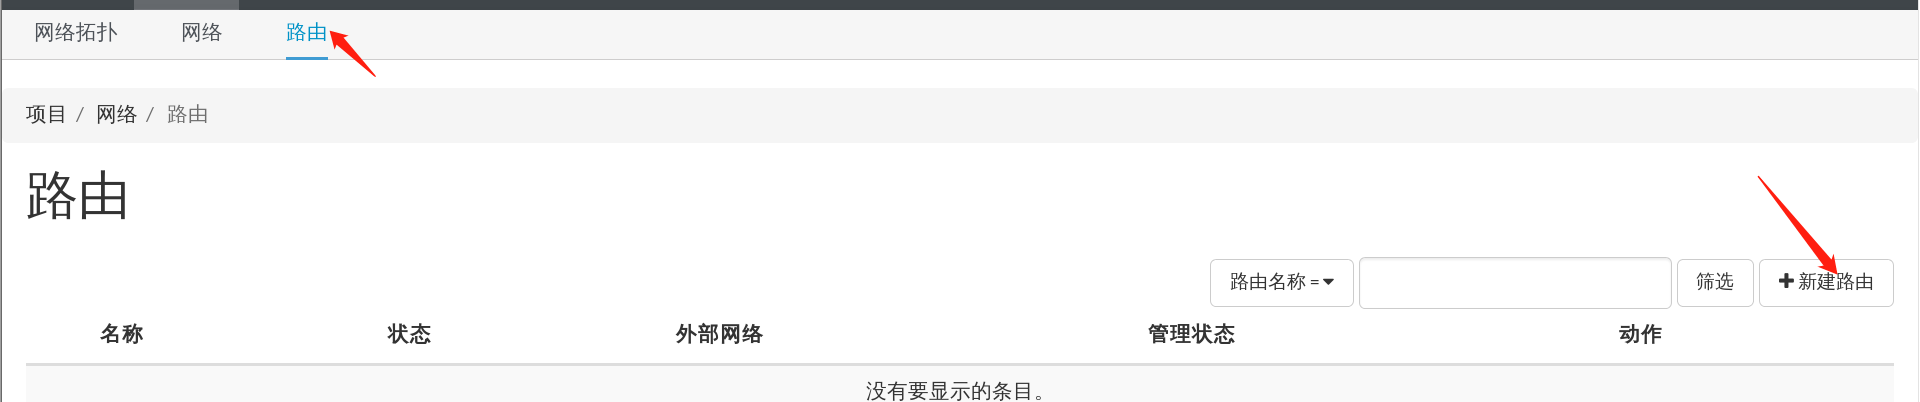 网络拓扑 网络 路由
项目 / 网络 / 路由
路由
路由名称 = 筛选 新建路由
名称 状态 外部网络 管理状态 动作
没有要显示的条目。